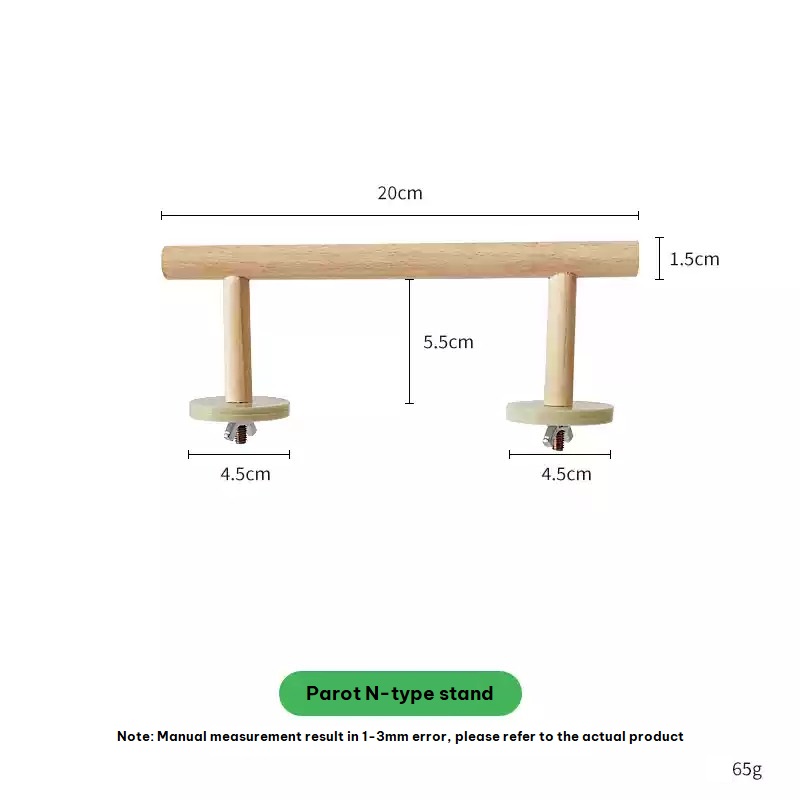 20cm
1.5cm
5.5cm
4.5cm
4.5cm
Parot N-type stand
Note: Manual measurement result in 1-3mm error, please refer to the actual product
65g